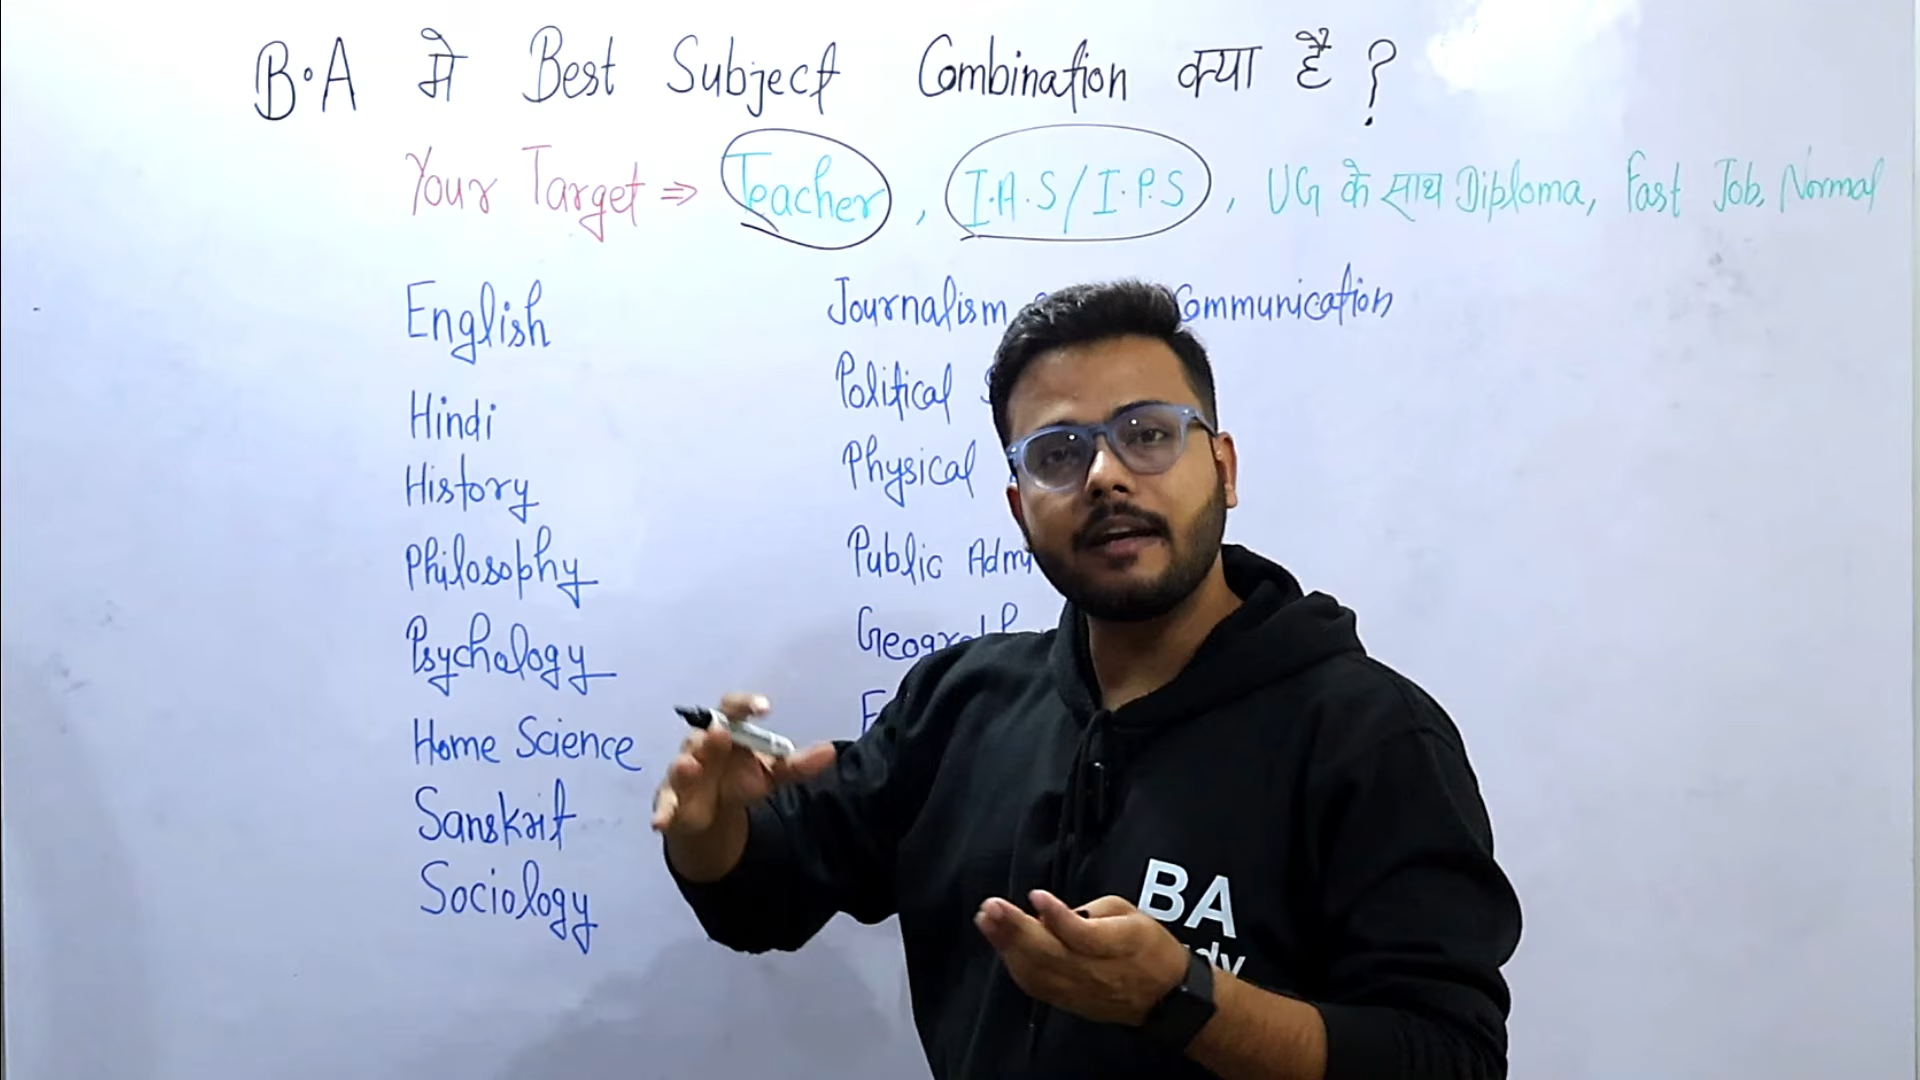 B.A मे Best Subject Combination क्या है ?
Your Target ⇒ Teacher, I.A.S/I.P.S, UG के साथ Diploma, Fast Job, Normal
English
Hindi
History
Philosophy
Psychology
Home Science
Sanskrit
Sociology
Journalism Communication
Political
Physical
Public
BA